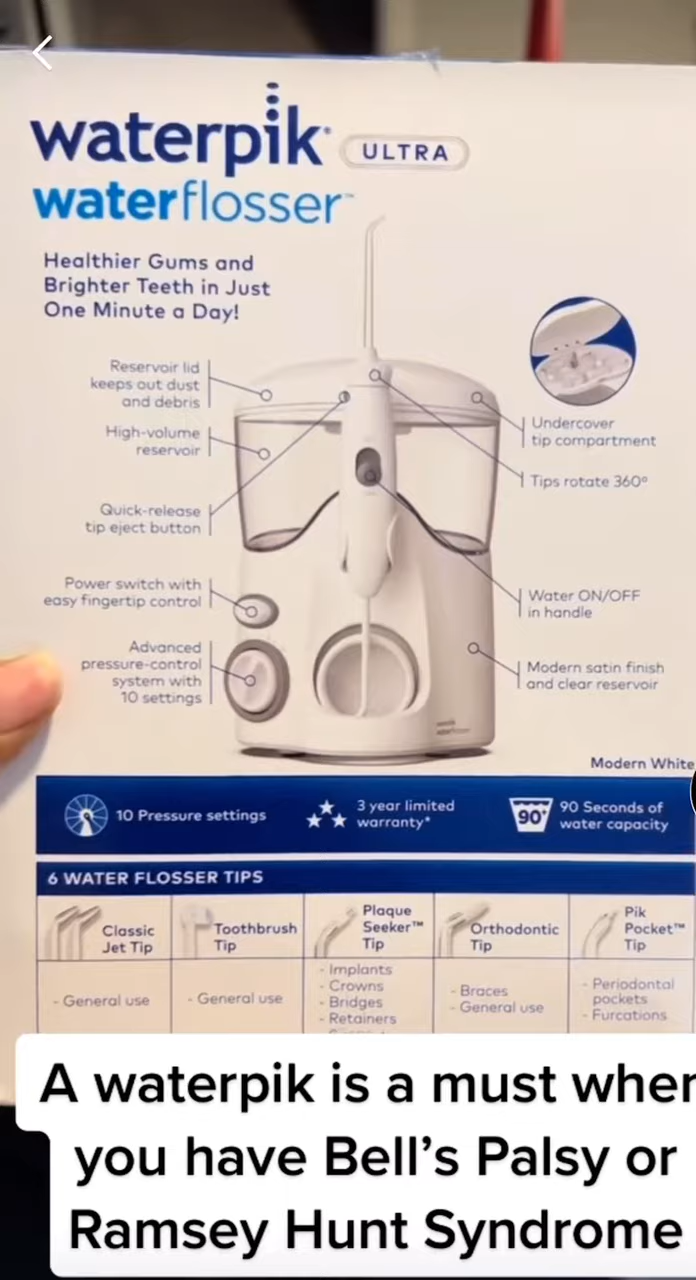 waterpik ULTRA
waterflosser™
Healthier Gums and
Brighter Teeth in Just
One Minute a Day!
Reservoir lid
keeps out dust
and debris
High-volume
reservoir
Quick-release
tip eject button
Power switch with
easy fingertip control
Advanced
pressure-control
system with
10 settings
Undercover
tip compartment
Tips rotate 360°
Water ON/OFF
in handle
Modern satin finish
and clear reservoir
Modern White
10 Pressure settings
3 year limited
warranty*
90"
90 Seconds of
water capacity
6 WATER FLOSSER TIPS
Classic
Jet Tip
- General use
Toothbrush
Tip
- General use
Plaque
Seeker™
Tip
- Implants
- Crowns
- Bridges
- Retainers
Orthodontic
Tip
- Braces
- General use
Pik
Pocket™
Tip
- Periodontal
pockets
- Furcations
A waterpik is a must when
you have Bell's Palsy or
Ramsey Hunt Syndrome